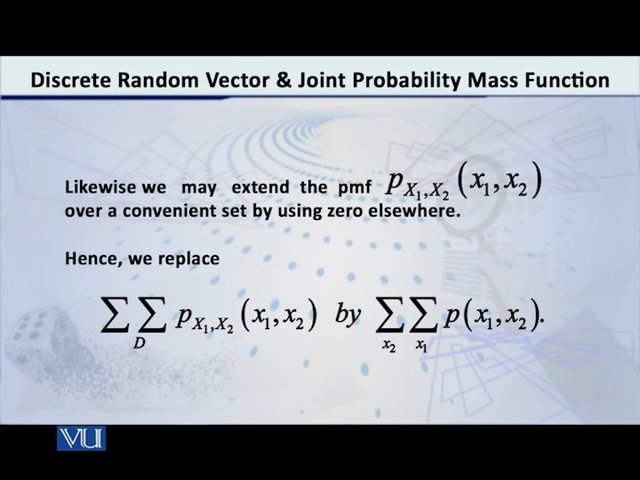 Discrete Random Vector & Joint Probability Mass Function
Likewise we may extend the pmf p_{X_1,X_2}(x_1,x_2)
over a convenient set by using zero elsewhere.
Hence, we replace
∑∑_D p_{X_1,X_2}(x_1,x_2) by ∑_{x_2}∑_{x_1} p(x_1,x_2).
VU